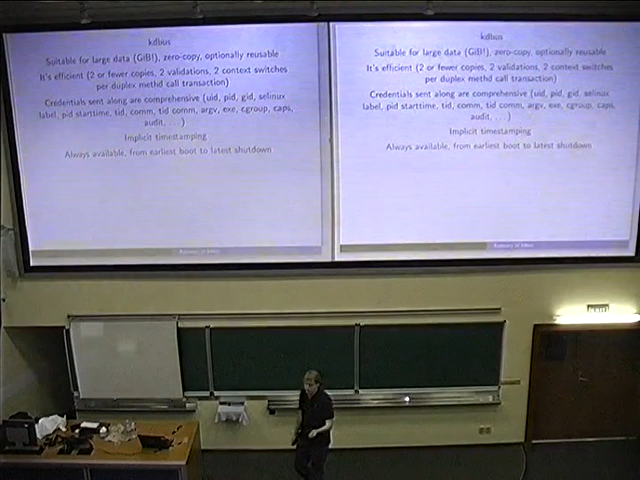 kdbus
Suitable for large data (GiB!), zero-copy, optionally reusable
It's efficient (2 or fewer copies, 2 validations, 2 context switches
per duplex methd call transaction)
Credentials sent along are comprehensive (uid, pid, gid, selinux
label, pid starttime, tid, comm, tid comm, argv, exe, cgroup, caps,
audit, . . . )
Implicit timestamping
Always available, from earliest boot to latest shutdown
kdbus
Suitable for large data (GiB!), zero-copy, optionally reusable
It's efficient (2 or fewer copies, 2 validations, 2 context switches
per duplex methd call transaction)
Credentials sent along are comprehensive (uid, pid, gid, selinux
label, pid starttime, tid, comm, tid comm, argv, exe, cgroup, caps,
audit, . . . )
Implicit timestamping
Always available, from earliest boot to latest shutdown